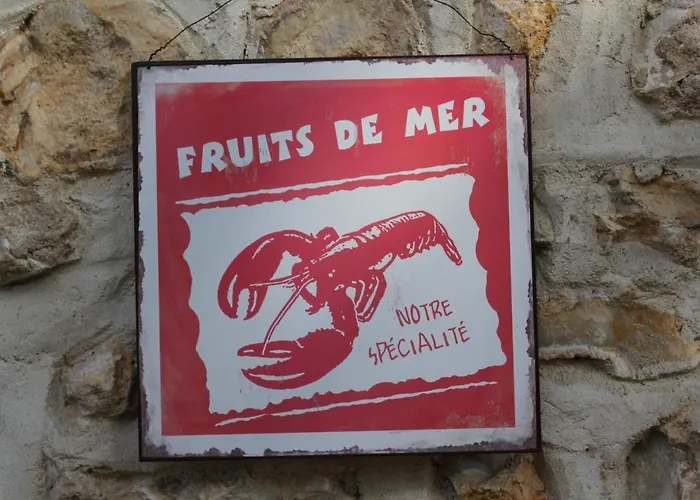 FRUITS DE MER
NOTRE
SPÉCIALITÉ